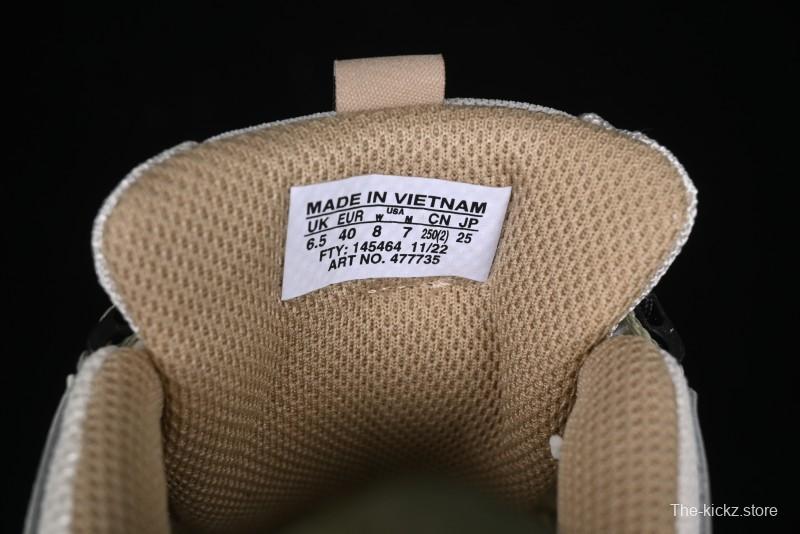 MADE IN VIETNAM
USA
UK EUR W M CN JP
6.5 40 8 7 250(2) 25
FTY: 145464 11/22
ART NO. 477735
The-kickz.store